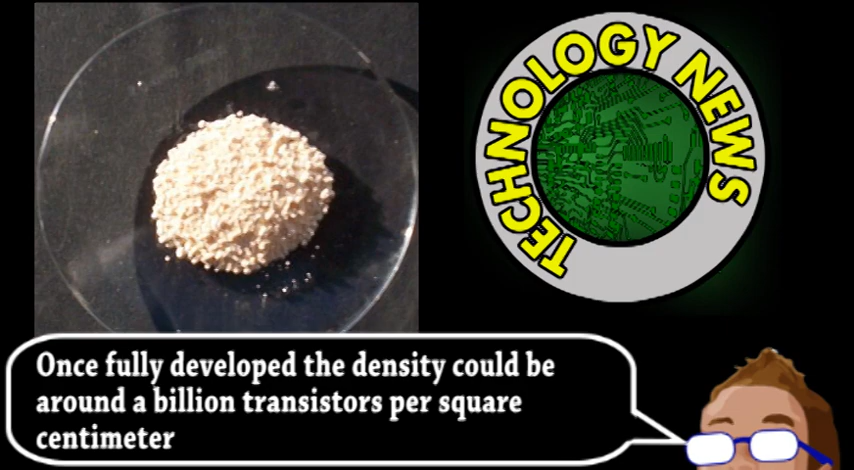 TECHNOLOGY NEWS
Once fully developed the density could be
around a billion transistors per square
centimeter